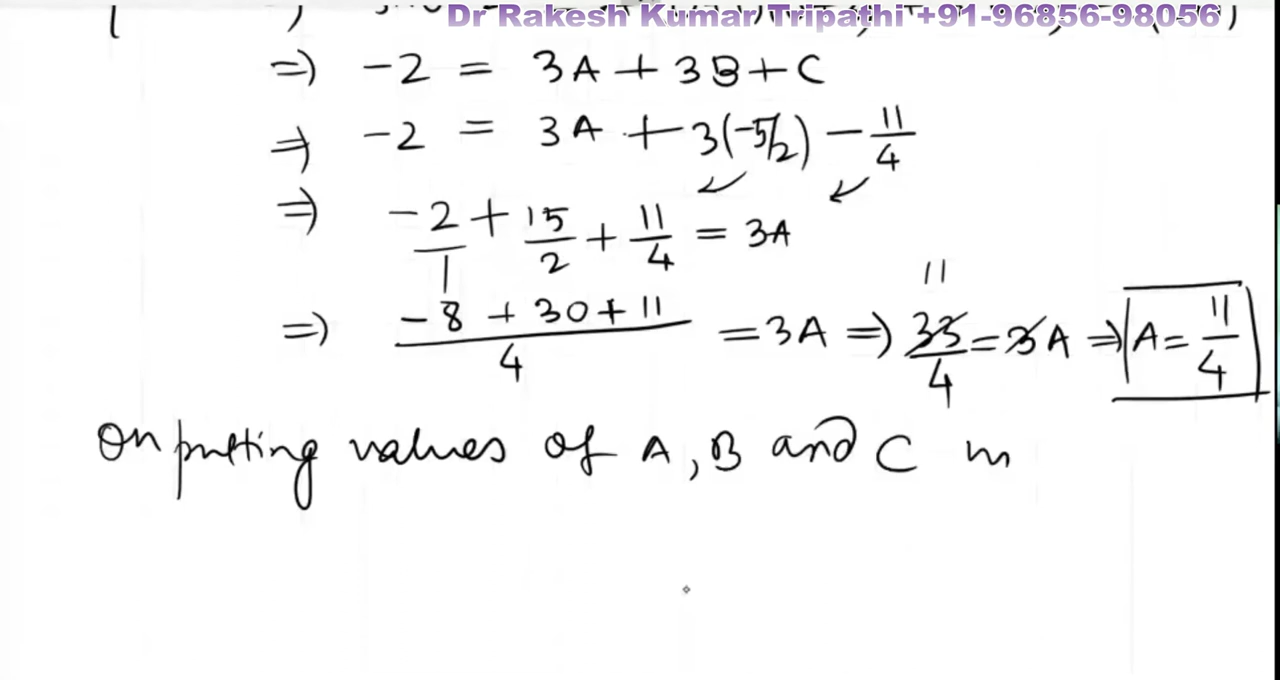 Dr Rakesh Kumar Tripathi +91-96856-98056
=> -2 = 3A + 3B + C
=> -2 = 3A + 3(-5/2) - 11/4
=> -2/1 + 15/2 + 11/4 = 3A
11
=> (-8 + 30 + 11)/4 = 3A => 33/4 = 3A => A = 11/4
On putting values of A, B and C in